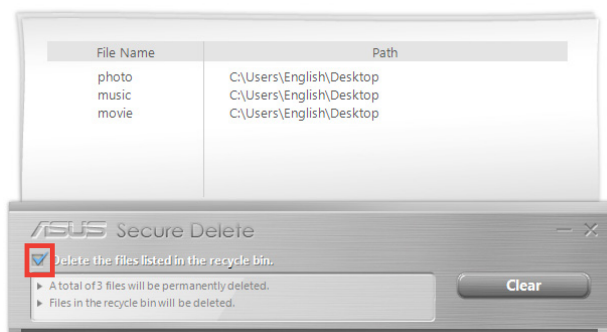 File Name Path
photo C:\Users\English\Desktop
music C:\Users\English\Desktop
movie C:\Users\English\Desktop
ASUS Secure Delete
Delete the files listed in the recycle bin.
A total of 3 files will be permanently deleted.
Files in the recycle bin will be deleted.
Clear